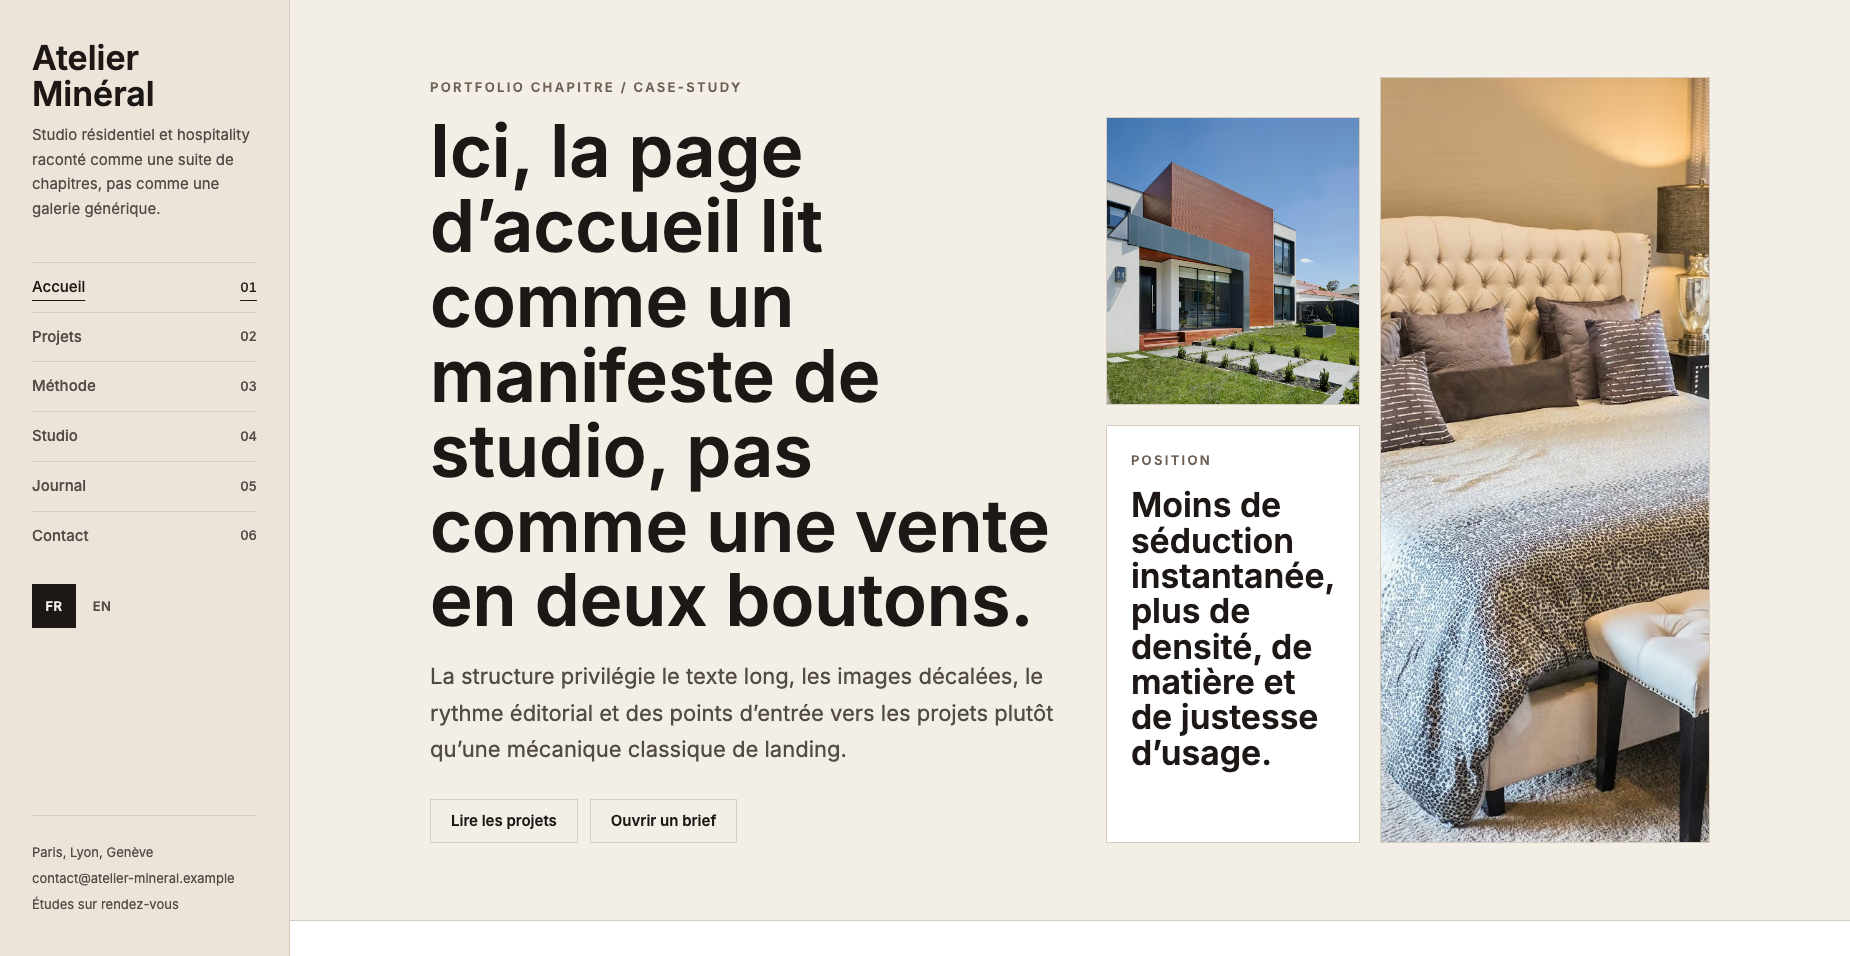 Atelier
Minéral
Studio résidentiel et hospitality
raconté comme une suite de
chapitres, pas comme une
galerie générique.
Accueil 01
Projets 02
Méthode 03
Studio 04
Journal 05
Contact 06
FR EN
Paris, Lyon, Genève
contact@atelier-mineral.example
Études sur rendez-vous
PORTFOLIO CHAPITRE / CASE-STUDY
Ici, la page
d’accueil lit
comme un
manifeste de
studio, pas
comme une vente
en deux boutons.
La structure privilégie le texte long, les images décalées, le
rythme éditorial et des points d’entrée vers les projets plutôt
qu’une mécanique classique de landing.
Lire les projets Ouvrir un brief
POSITION
Moins de
séduction
instantanée,
plus de
densité, de
matière et
de justesse
d’usage.